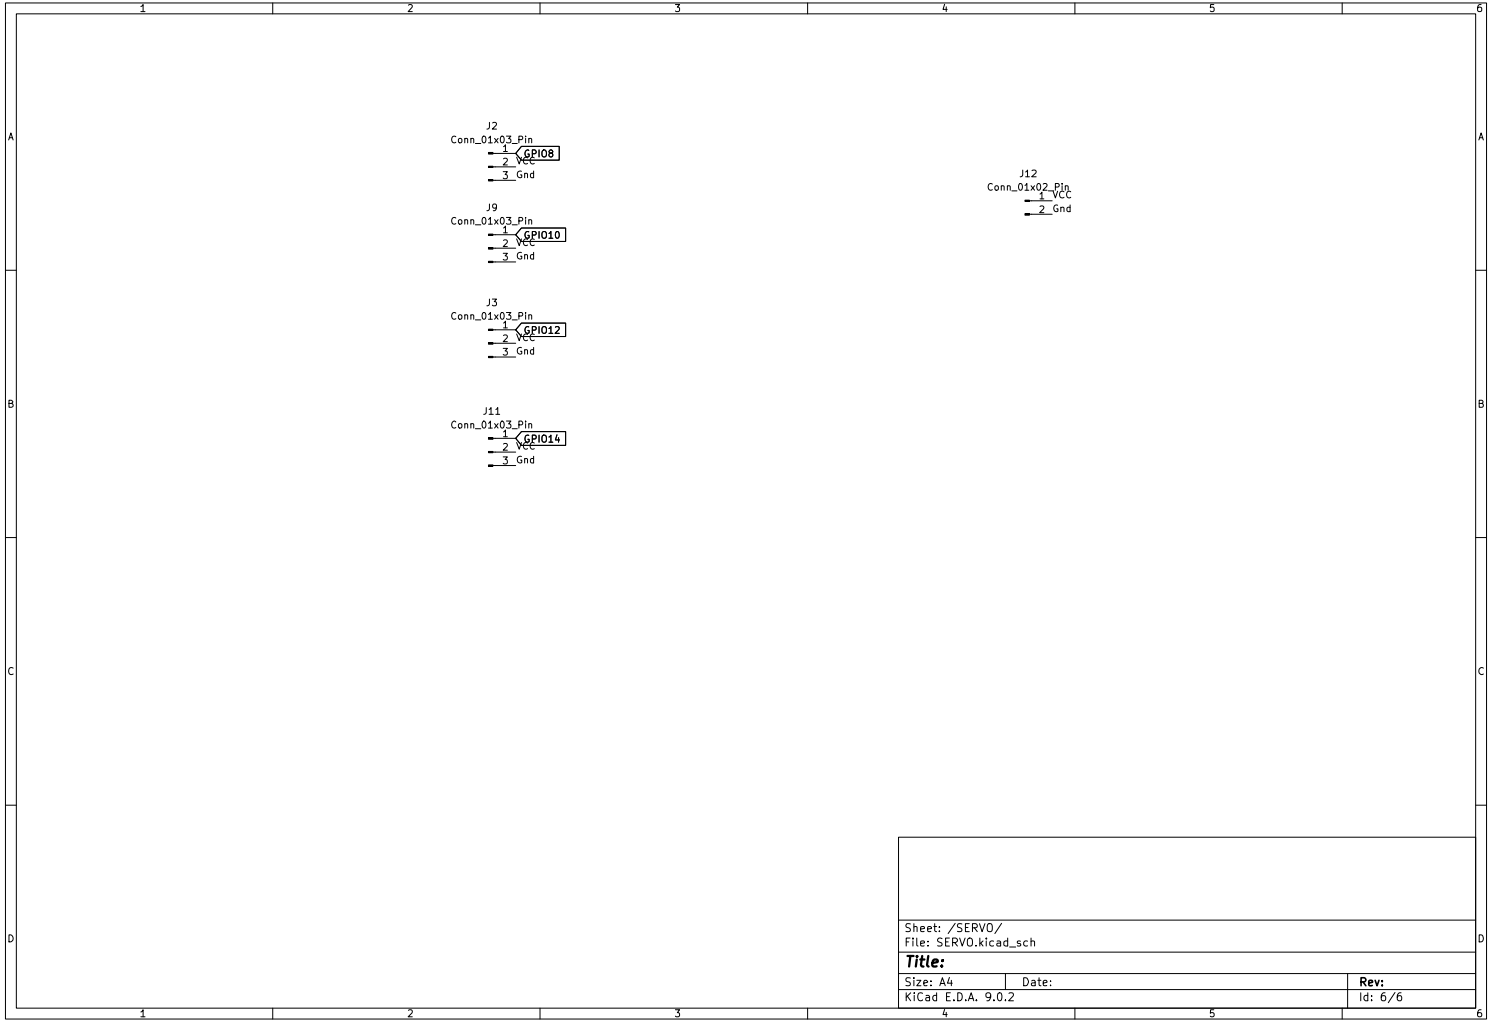 1 2 3 4 5 6
A A
J2
Conn_01x03_Pin
1 GPIO8
2 VCC
3 Gnd
J12
Conn_01x02_Pin
1 VCC
2 Gnd
J9
Conn_01x03_Pin
1 GPIO10
2 VCC
3 Gnd
J3
Conn_01x03_Pin
1 GPIO12
2 VCC
3 Gnd
B B
J11
Conn_01x03_Pin
1 GPIO14
2 VCC
3 Gnd
C C
D D
Sheet: /SERVO/
File: SERVO.kicad_sch
Title:
Size: A4 Date: Rev:
KiCad E.D.A. 9.0.2 Id: 6/6
1 2 3 4 5 6